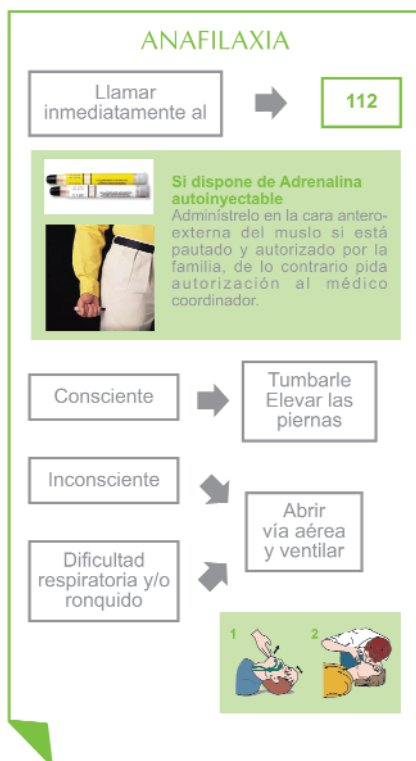 ANAFILAXIA
Llamar
inmediatamente al
112
Si dispone de Adrenalina
autoinyectable
Adminístrelo en la cara antero-
externa del muslo si está
pautado y autorizado por la
familia, de lo contrario pida
autorización al médico
coordinador.
Consciente
Tumbarle
Elevar las
piernas
Inconsciente
Abrir
vía aérea
y ventilar
Dificultad
respiratoria y/o
ronquido
1
2